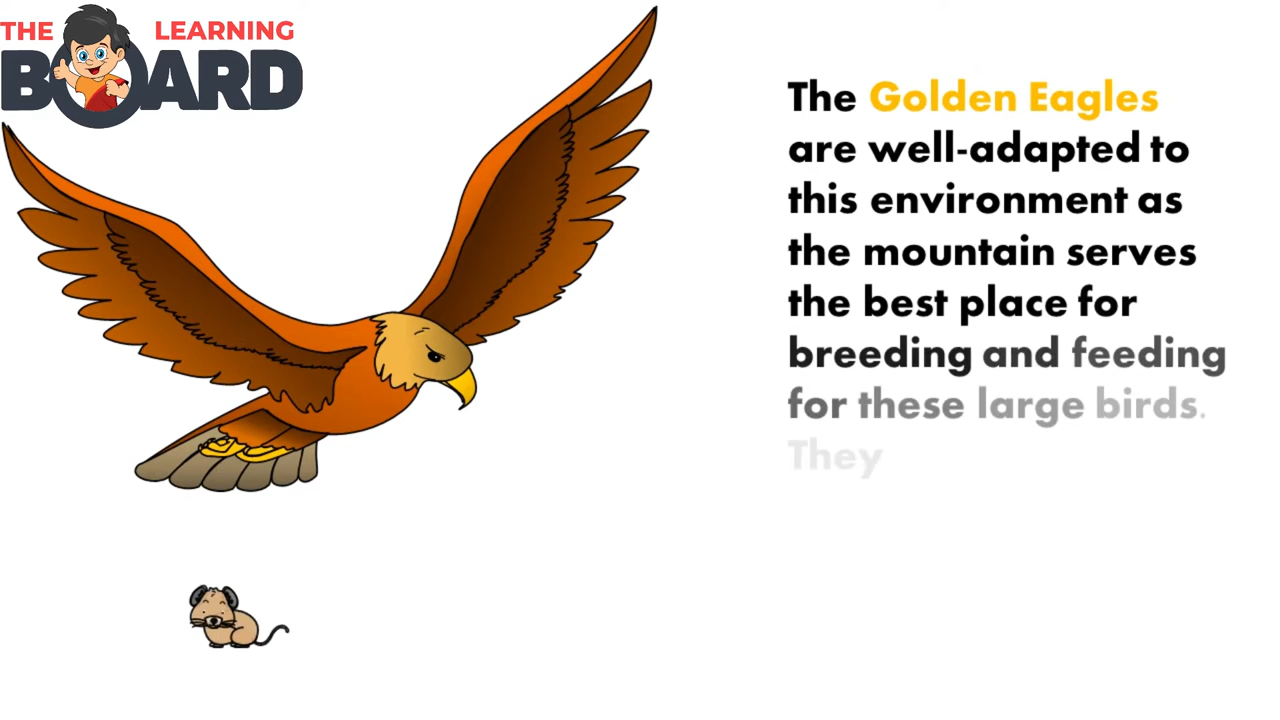 THE LEARNING
BOARD
The Golden Eagles
are well-adapted to
this environment as
the mountain serves
the best place for
breeding and feeding
for these large birds.
They